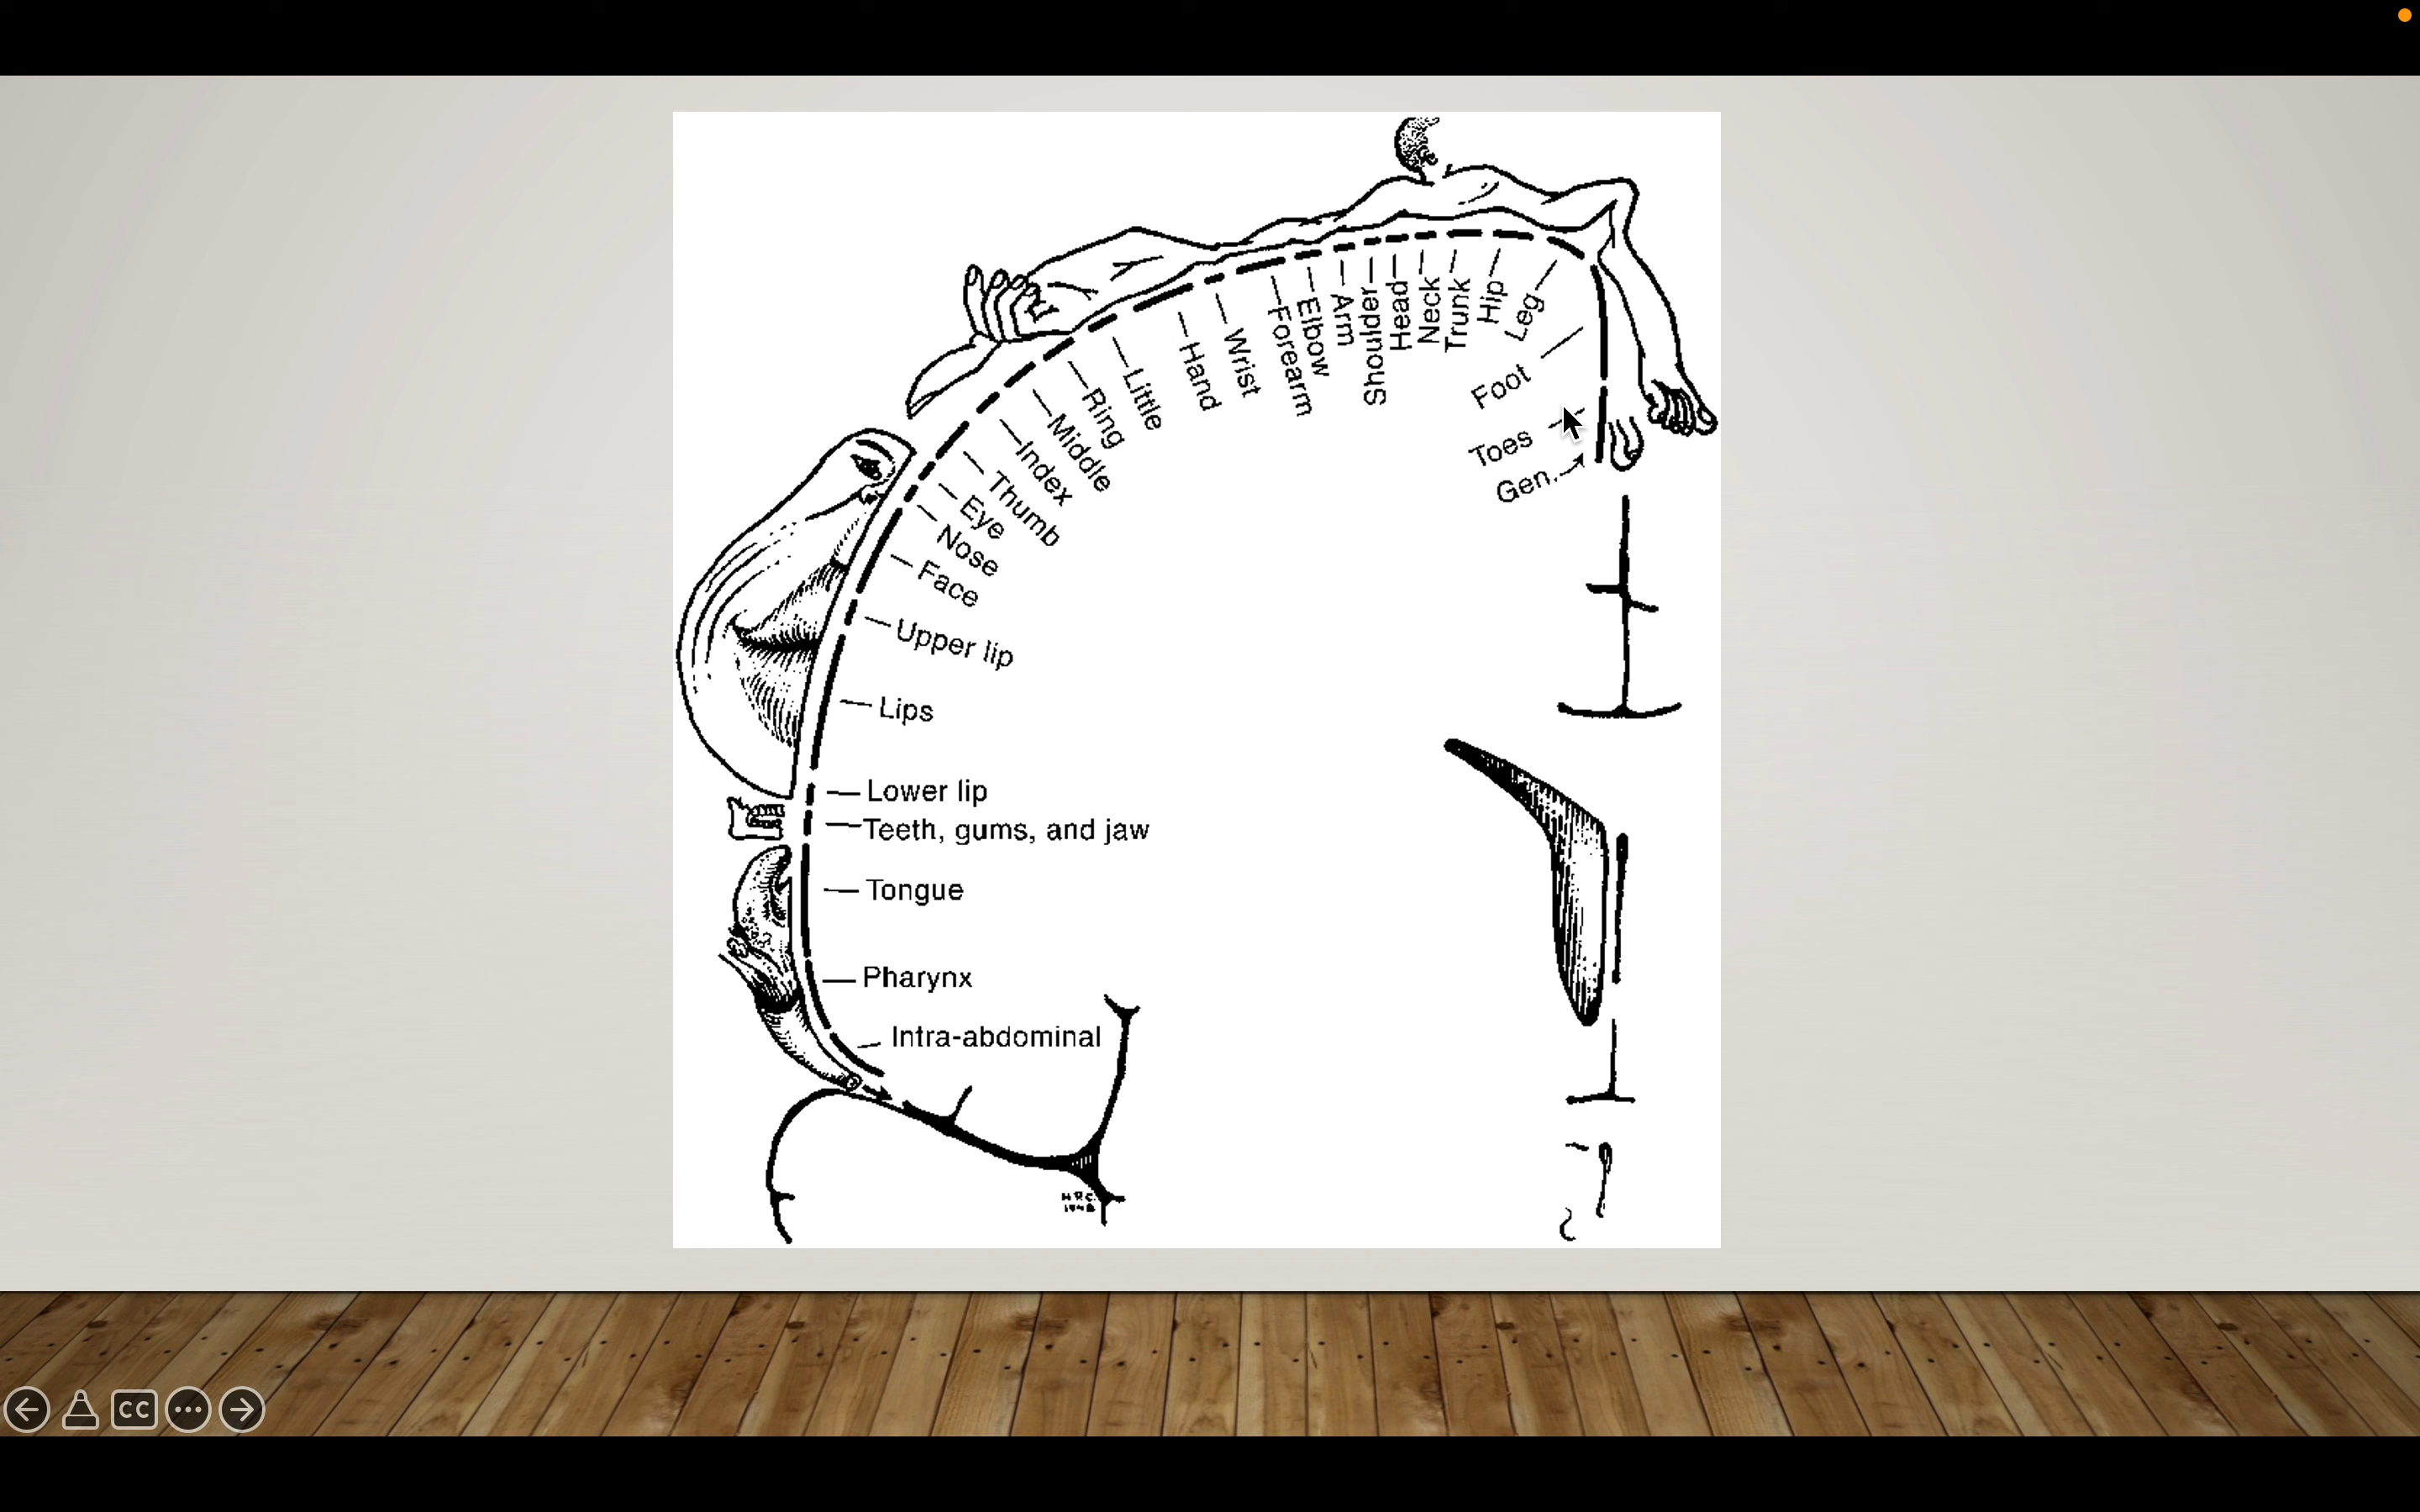 Gen.
Toes
Foot
Leg
Hip
Trunk
Neck
Head
Shoulder
Arm
Elbow
Forearm
Wrist
Hand
Little
Ring
Middle
Index
Thumb
Eye
Nose
Face
Upper lip
Lips
Lower lip
Teeth, gums, and jaw
Tongue
Pharynx
Intra-abdominal
CC